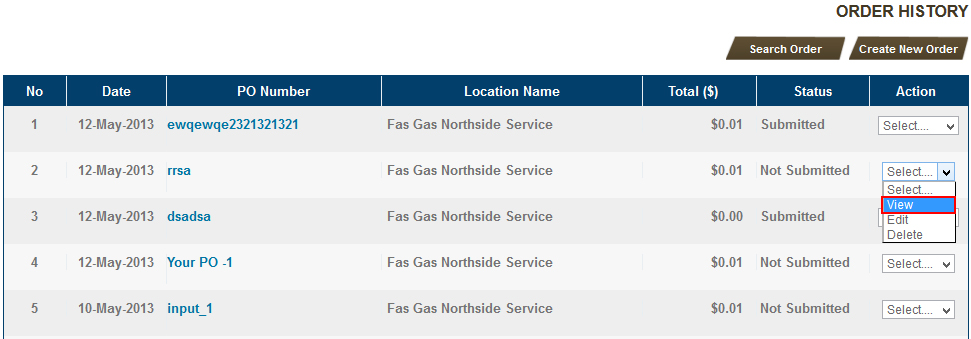 ORDER HISTORY
Search Order Create New Order
No Date PO Number Location Name Total ($) Status Action
1 12-May-2013 ewqewqe2321321321 Fas Gas Northside Service $0.01 Submitted Select....
2 12-May-2013 rrsa Fas Gas Northside Service $0.01 Not Submitted Select....
Select....
View
3 12-May-2013 dsadsa Fas Gas Northside Service $0.00 Submitted Edit
Delete
4 12-May-2013 Your PO -1 Fas Gas Northside Service $0.01 Not Submitted Select....
5 10-May-2013 input_1 Fas Gas Northside Service $0.01 Not Submitted Select....